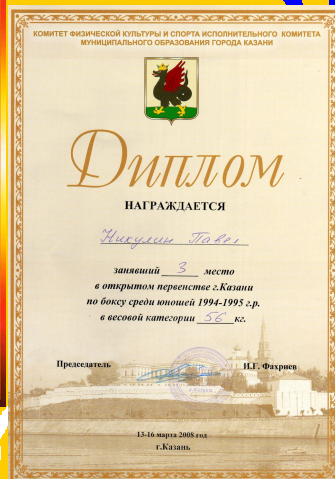 КОМИТЕТ ФИЗИЧЕСКОЙ КУЛЬТУРЫ И СПОРТА ИСПОЛНИТЕЛЬНОГО КОМИТЕТА
МУНИЦИПАЛЬНОГО ОБРАЗОВАНИЯ ГОРОДА КАЗАНИ
Диплом
НАГРАЖДАЕТСЯ
Никулин Павел
занявший 3 место
в открытом первенстве г.Казани
по боксу среди юношей 1994-1995 г.р.
в весовой категории 56 кг.
Председатель И.Г. Фахриев
13-16 марта 2008 год
г.Казань